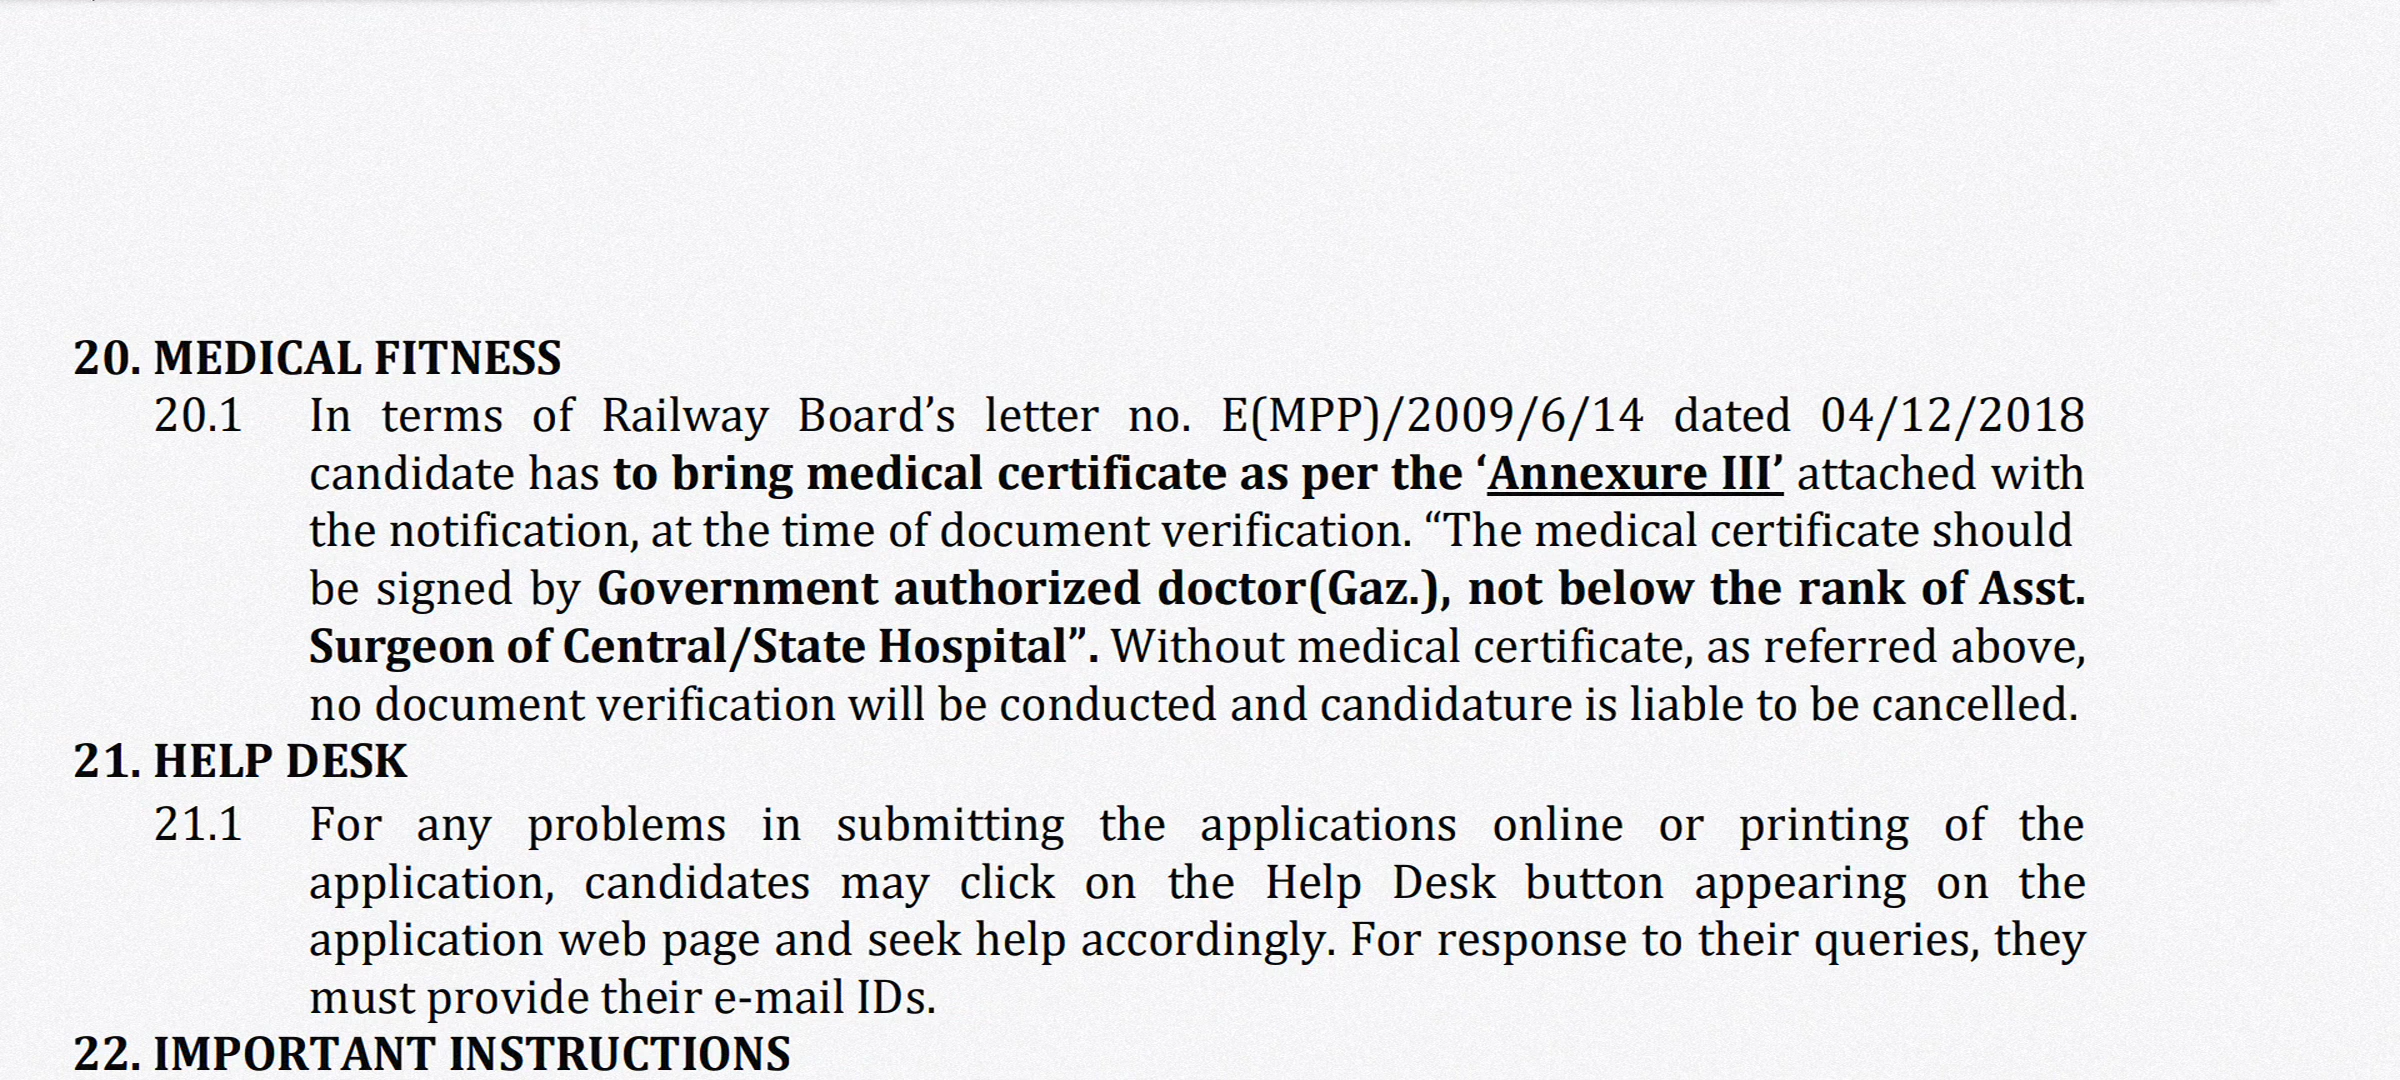 20. MEDICAL FITNESS
20.1 In terms of Railway Board’s letter no. E(MPP)/2009/6/14 dated 04/12/2018
candidate has to bring medical certificate as per the ‘Annexure III’ attached with
the notification, at the time of document verification. “The medical certificate should
be signed by Government authorized doctor(Gaz.), not below the rank of Asst.
Surgeon of Central/State Hospital”. Without medical certificate, as referred above,
no document verification will be conducted and candidature is liable to be cancelled.
21. HELP DESK
21.1 For any problems in submitting the applications online or printing of the
application, candidates may click on the Help Desk button appearing on the
application web page and seek help accordingly. For response to their queries, they
must provide their e-mail IDs.
22. IMPORTANT INSTRUCTIONS